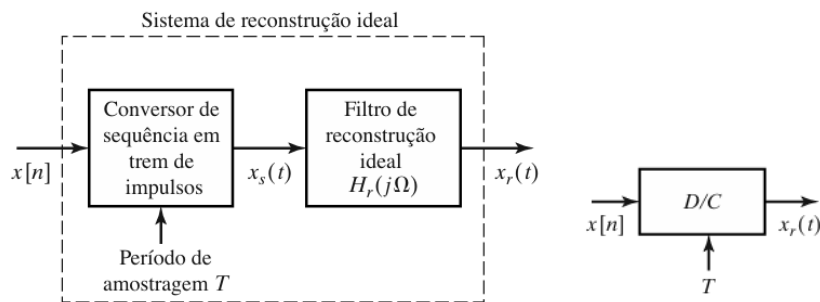 Sistema de reconstrução ideal
Conversor de
sequência em
trem de
impulsos
Filtro de
reconstrução
ideal
H_r(jΩ)
x[n]
x_s(t)
x_r(t)
Período de
amostragem T
D/C
x[n]
x_r(t)
T